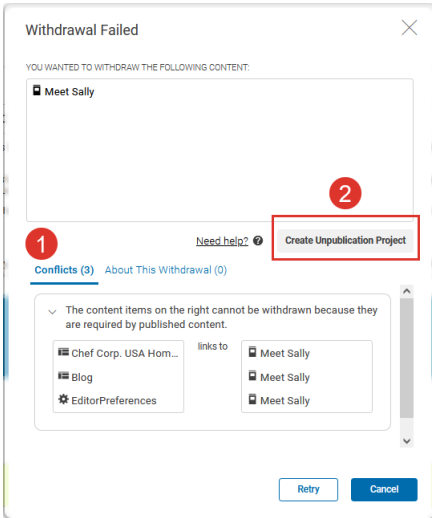 Withdrawal Failed
YOU WANTED TO WITHDRAW THE FOLLOWING CONTENT:
Meet Sally
2
1
Need help?
Create Unpublication Project
Conflicts (3)
About This Withdrawal (0)
The content items on the right cannot be withdrawn because they
are required by published content.
Chef Corp. USA Hom... links to Meet Sally
Blog Meet Sally
EditorPreferences Meet Sally
Retry
Cancel